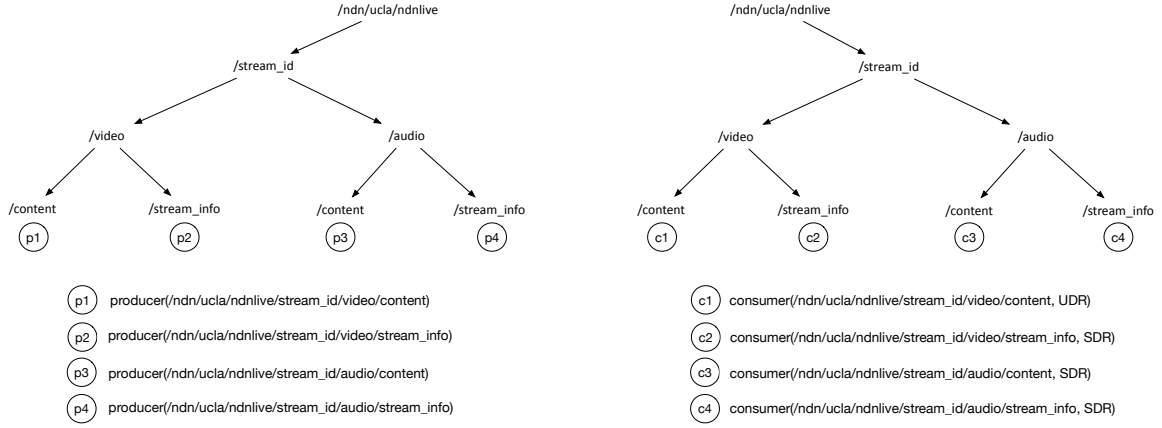 /ndn/ucla/ndnlive
/stream_id
/video
/audio
/content
/stream_info
/content
/stream_info
p1
p2
p3
p4
p1 producer(/ndn/ucla/ndnlive/stream_id/video/content)
p2 producer(/ndn/ucla/ndnlive/stream_id/video/stream_info)
p3 producer(/ndn/ucla/ndnlive/stream_id/audio/content)
p4 producer(/ndn/ucla/ndnlive/stream_id/audio/stream_info)
/ndn/ucla/ndnlive
/stream_id
/video
/audio
/content
/stream_info
/content
/stream_info
c1
c2
c3
c4
c1 consumer(/ndn/ucla/ndnlive/stream_id/video/content, UDR)
c2 consumer(/ndn/ucla/ndnlive/stream_id/video/stream_info, SDR)
c3 consumer(/ndn/ucla/ndnlive/stream_id/audio/content, SDR)
c4 consumer(/ndn/ucla/ndnlive/stream_id/audio/stream_info, SDR)